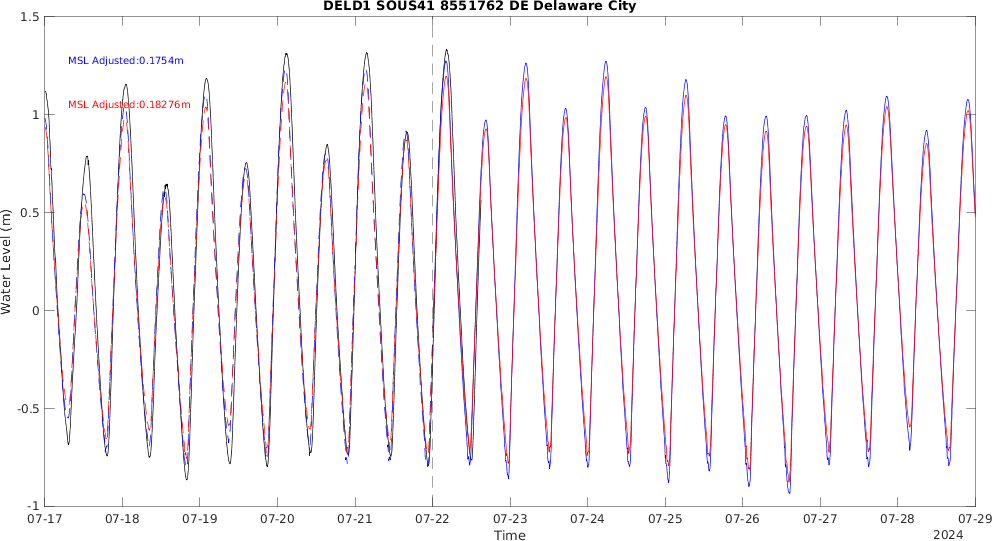 DELD1 SOUS41 8551762 DE Delaware City
MSL Adjusted:0.1754m
MSL Adjusted:0.18276m
Water Level (m)
1.5
1
0.5
0
-0.5
-1
07-17 07-18 07-19 07-20 07-21 07-22 07-23 07-24 07-25 07-26 07-27 07-28 07-29
Time
2024